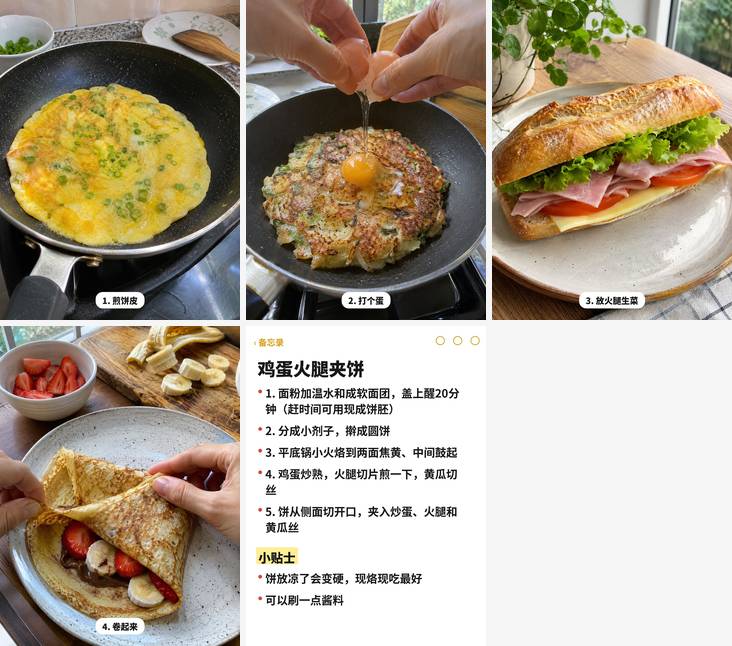 1. 煎饼皮
2. 打个蛋
3. 放火腿生菜
4. 卷起来
‹ 备忘录
鸡蛋火腿夹饼
1. 面粉加温水和成软面团，盖上醒20分
钟（赶时间可用现成饼胚）
2. 分成小剂子，擀成圆饼
3. 平底锅小火烙到两面焦黄、中间鼓起
4. 鸡蛋炒熟，火腿切片煎一下，黄瓜切
丝
5. 饼从侧面切开口，夹入炒蛋、火腿和
黄瓜丝
小贴士
饼放凉了会变硬，现烙现吃最好
可以刷一点酱料